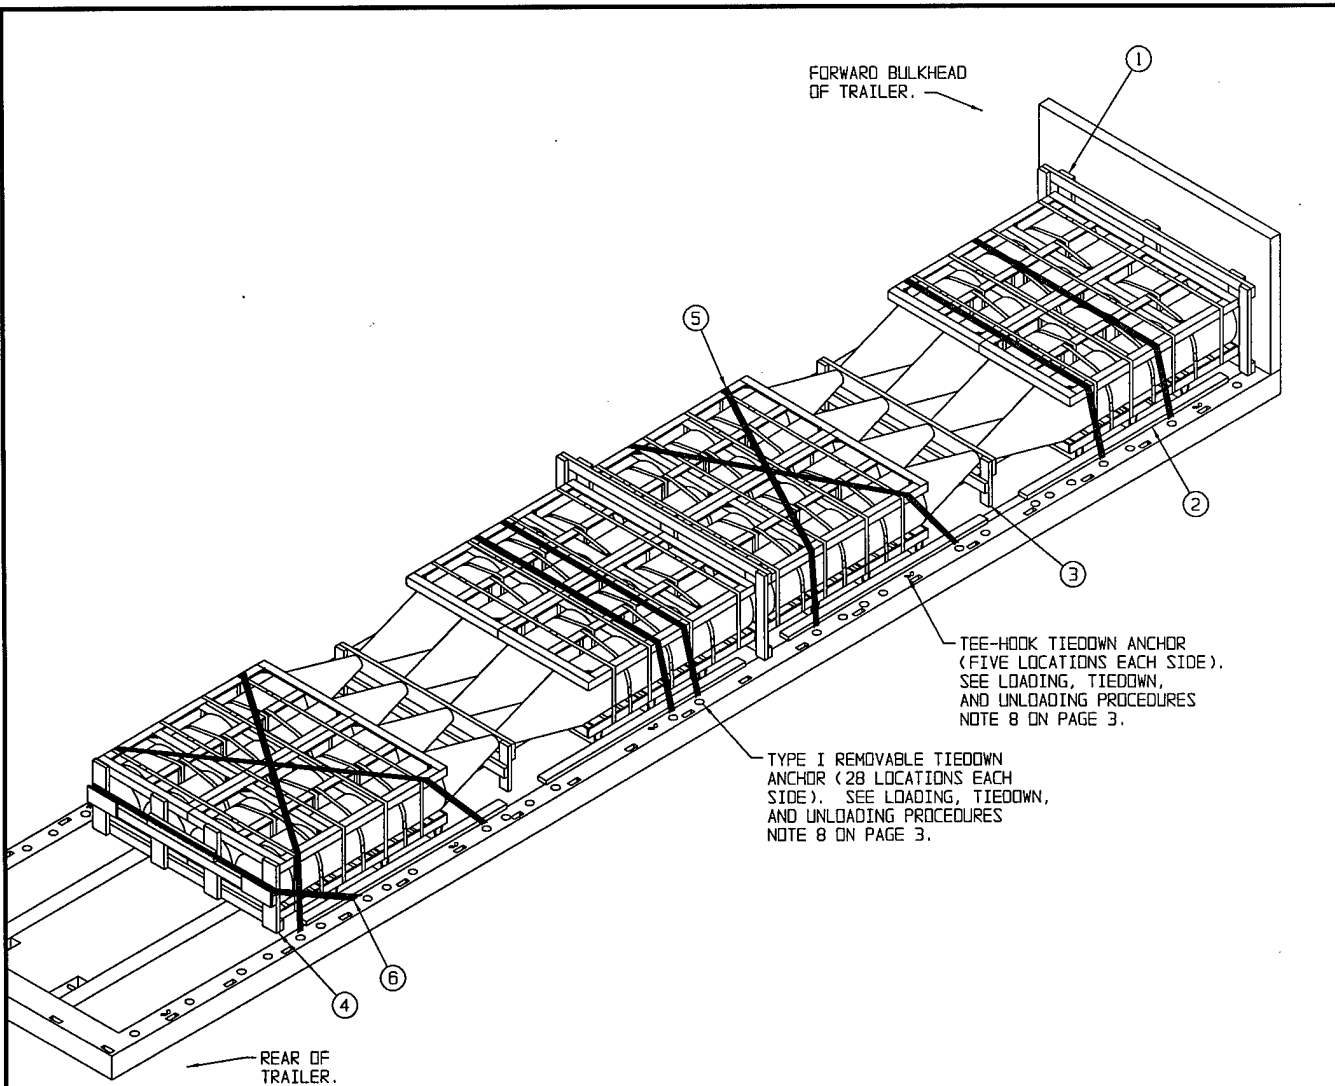 FORWARD BULKHEAD
OF TRAILER.
1
5
2
3
TEE-HOOK TIEDOWN ANCHOR
(FIVE LOCATIONS EACH SIDE).
SEE LOADING, TIEDOWN,
AND UNLOADING PROCEDURES
NOTE 8 ON PAGE 3.
TYPE I REMOVABLE TIEDOWN
ANCHOR (28 LOCATIONS EACH
SIDE). SEE LOADING, TIEDOWN,
AND UNLOADING PROCEDURES
NOTE 8 ON PAGE 3.
6
4
REAR OF
TRAILER.